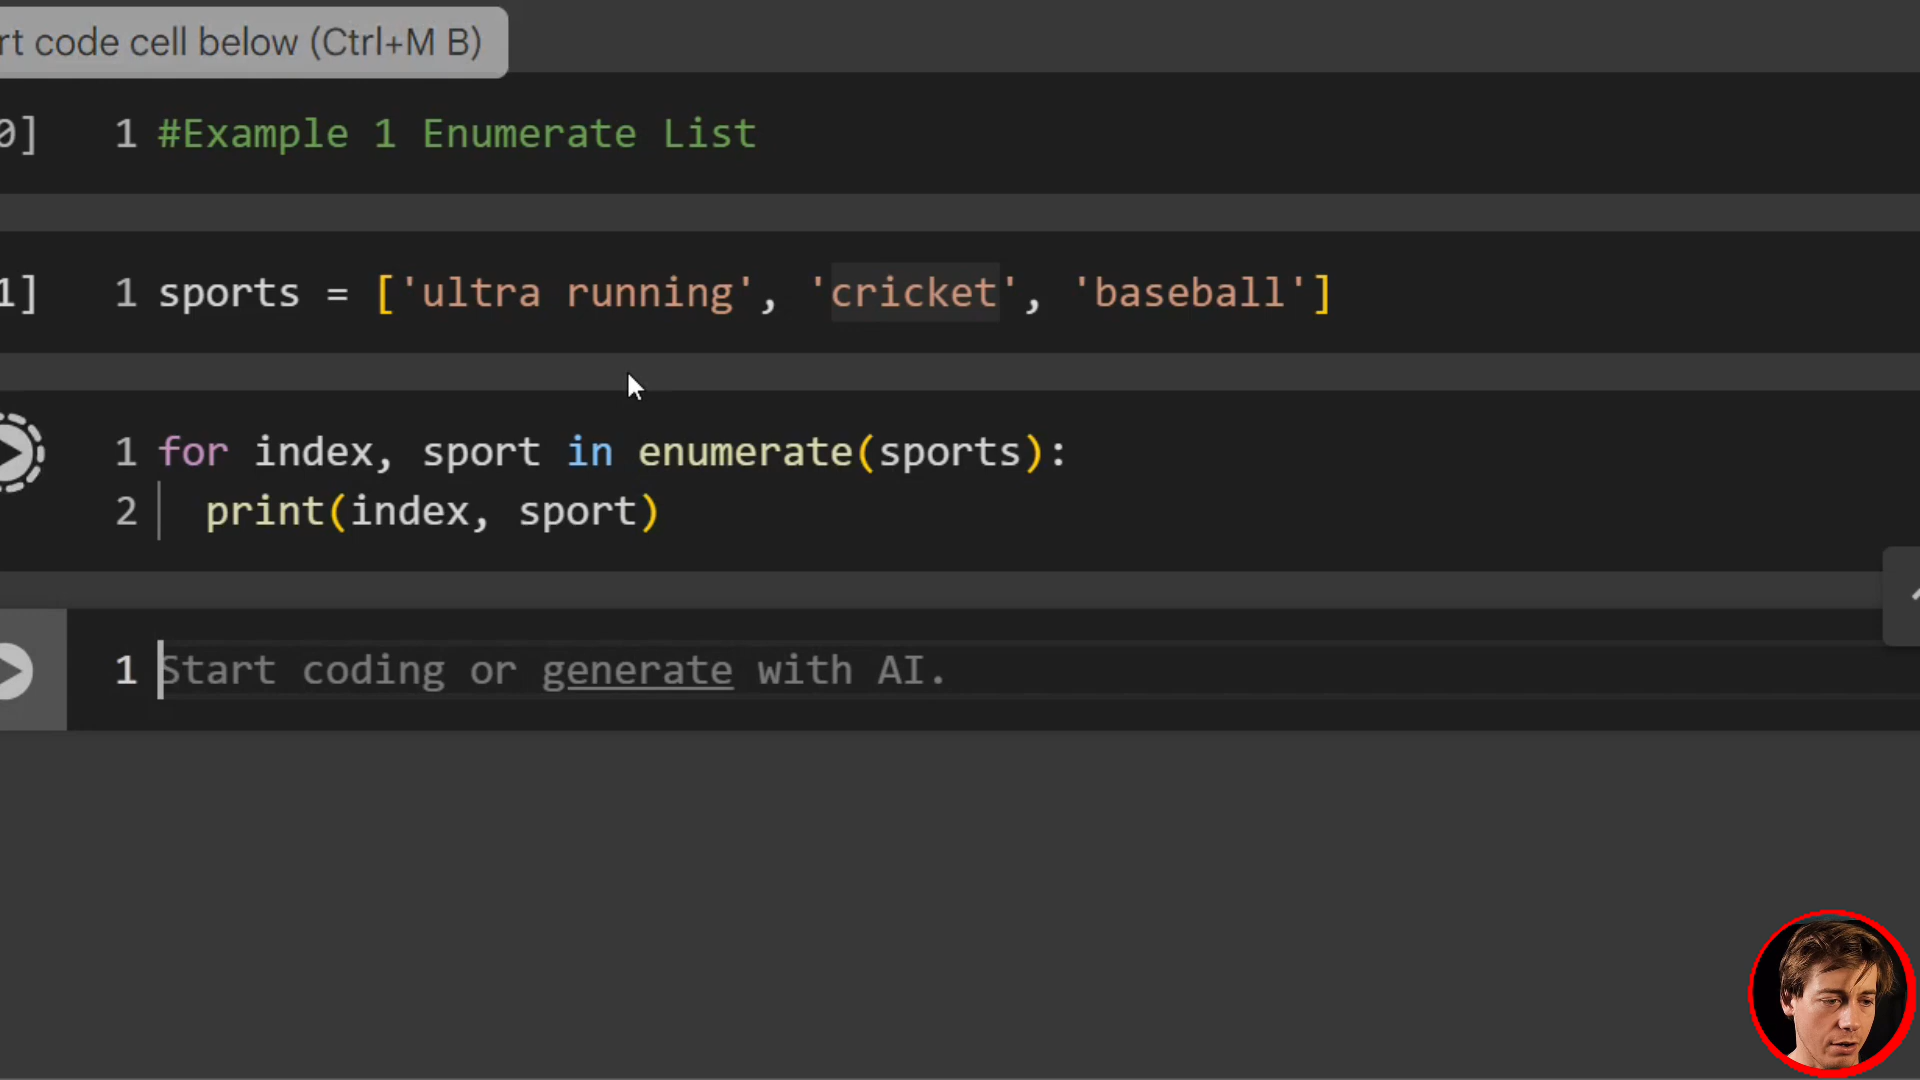 rt code cell below (Ctrl+M B)
0] 1 #Example 1 Enumerate List
1] 1 sports = ['ultra running', 'cricket', 'baseball']
1 for index, sport in enumerate(sports):
2 print(index, sport)
1 Start coding or generate with AI.